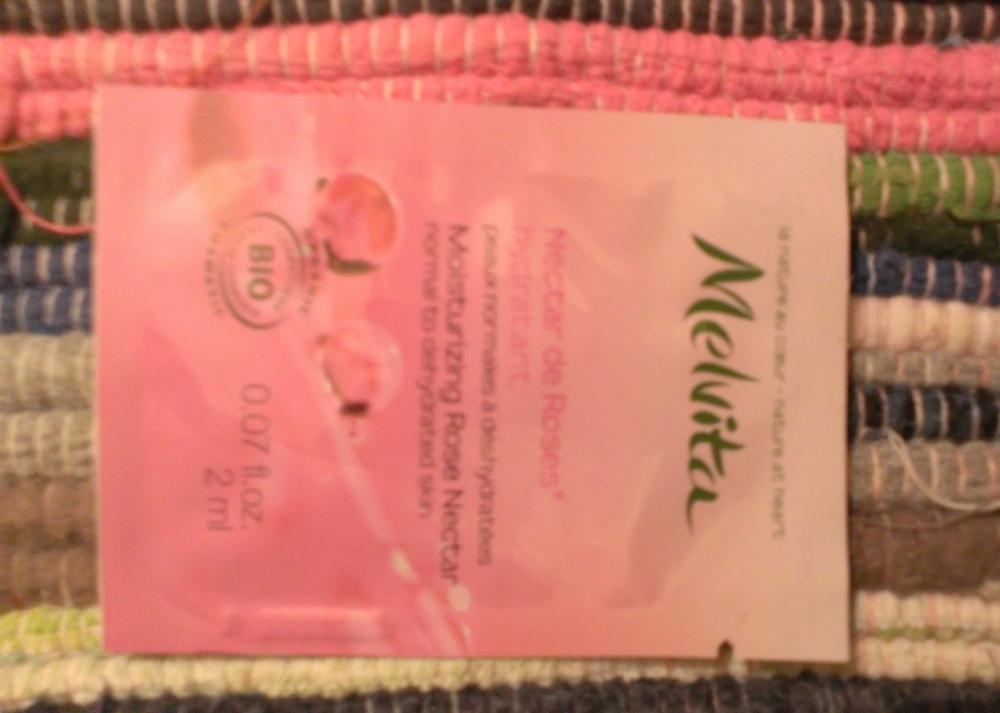 la nature au cœur · nature at heart
Melvita
Nectar de Roses*
hydratant
peaux normales à déshydratées
Moisturizing Rose Nectar
normal to dehydrated skin
BIO
0.07 fl.oz.
2 ml